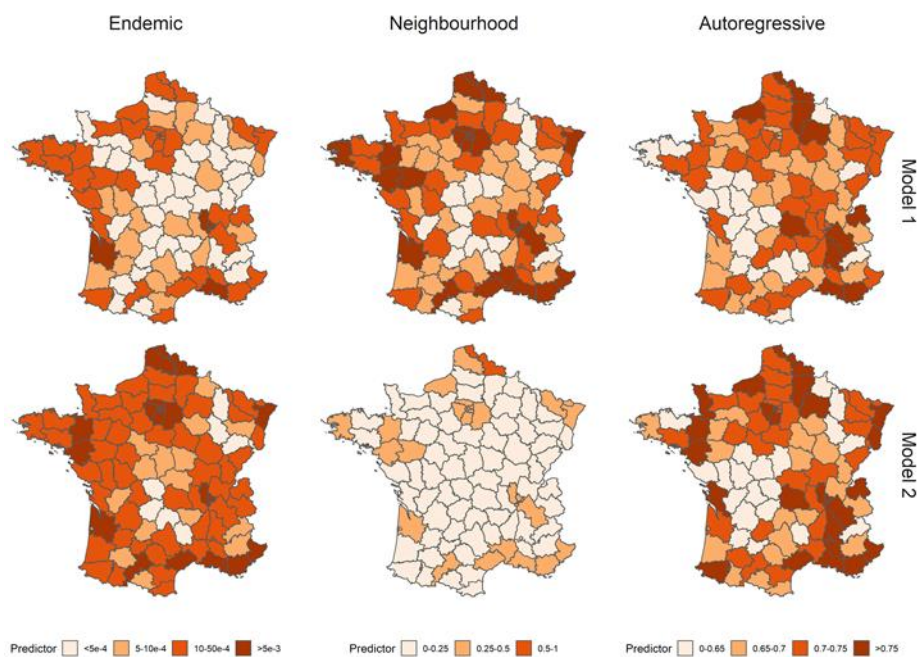 Endemic Neighbourhood Autoregressive
Model 1
Model 2
Predictor <5e-4 5-10e-4 10-50e-4 >5e-3
Predictor 0-0.25 0.25-0.5 0.5-1
Predictor 0-0.65 0.65-0.7 0.7-0.75 >0.75